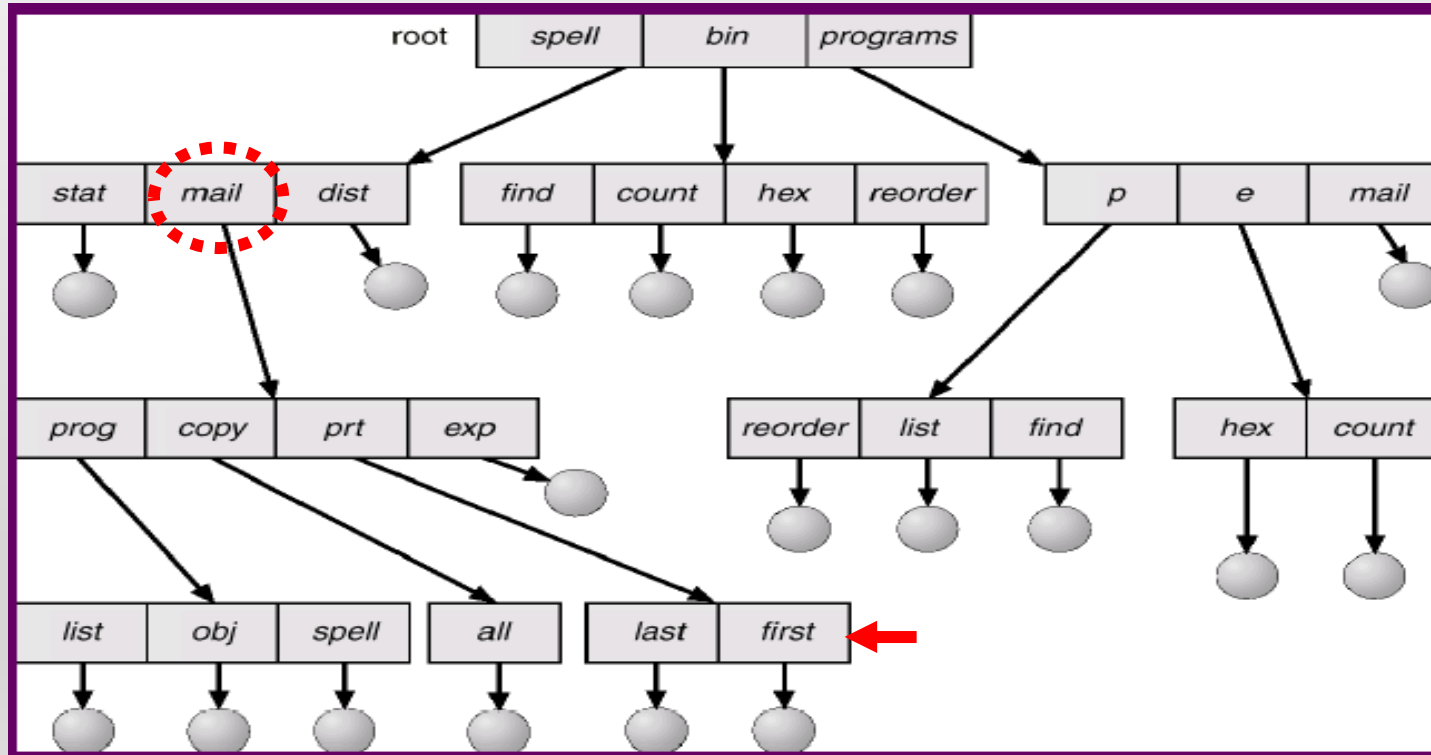 root spell bin programs
stat mail dist find count hex reorder p e mail
prog copy prt exp reorder list find hex count
list obj spell all last first